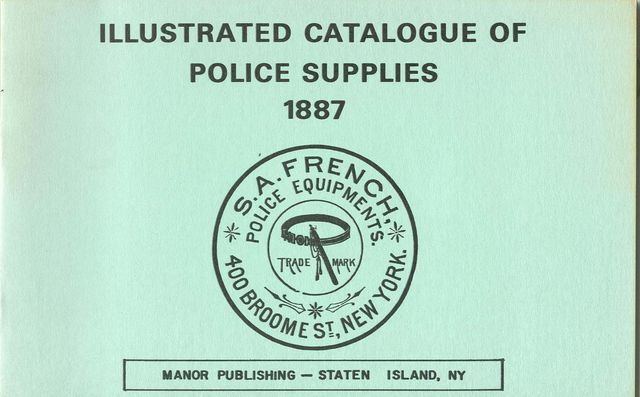 ILLUSTRATED CATALOGUE OF
POLICE SUPPLIES
1887
S.A. FRENCH,
POLICE EQUIPMENTS.
TRADE MARK
400 BROOME ST, NEW YORK.
MANOR PUBLISHING — STATEN ISLAND, NY